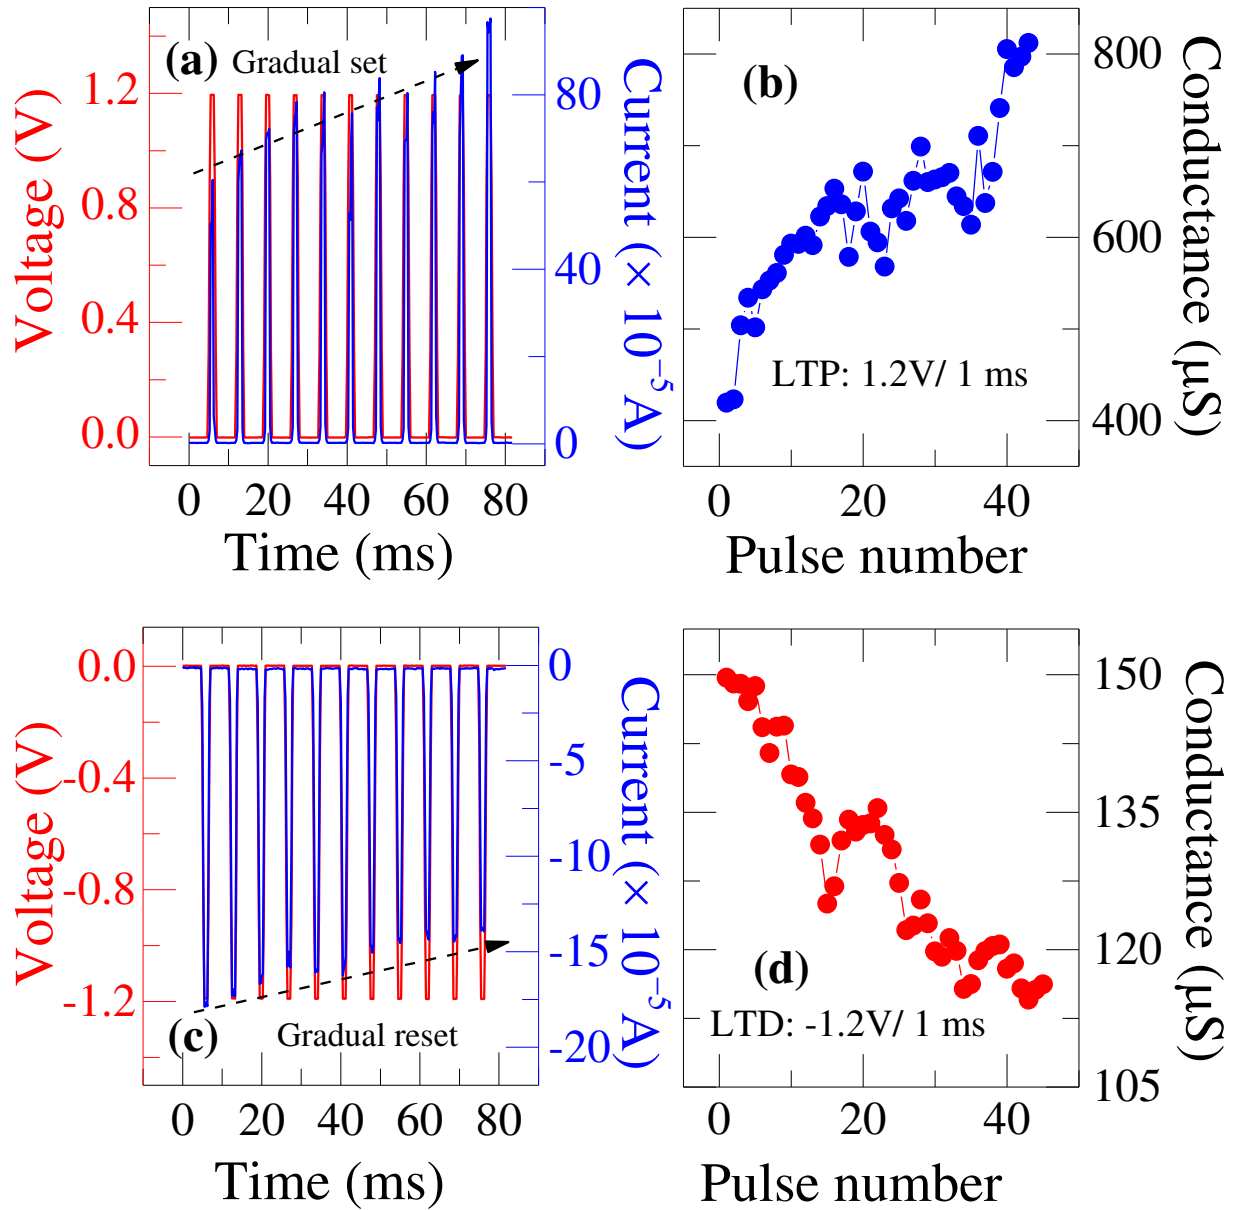 (a) Gradual set
1.2
0.8
0.4
0.0
Voltage (V)
80
40
0
Current (× 10⁻⁵ A)
0 20 40 60 80
Time (ms)
(b)
LTP: 1.2V/ 1 ms
800
600
400
Conductance (μS)
0 20 40
Pulse number
0.0
-0.4
-0.8
-1.2
Voltage (V)
0
-5
-10
-15
-20
Current (× 10⁻⁵ A)
(c) Gradual reset
0 20 40 60 80
Time (ms)
(d)
LTD: -1.2V/ 1 ms
150
135
120
105
Conductance (μS)
0 20 40
Pulse number